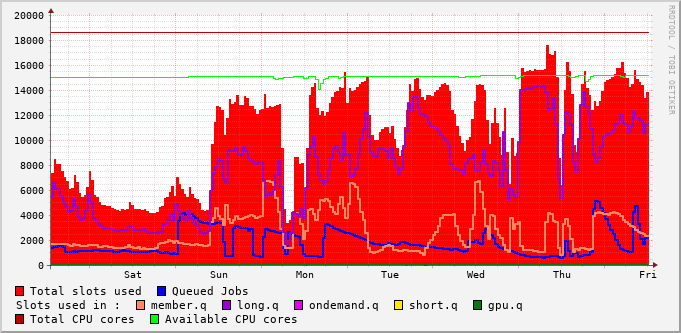 20000
18000
16000
14000
12000
10000
8000
6000
4000
2000
0
Sat Sun Mon Tue Wed Thu Fri
RRDTOOL / TOBI OETIKER
Total slots used Queued Jobs
Slots used in : member.q long.q ondemand.q short.q gpu.q
Total CPU cores Available CPU cores